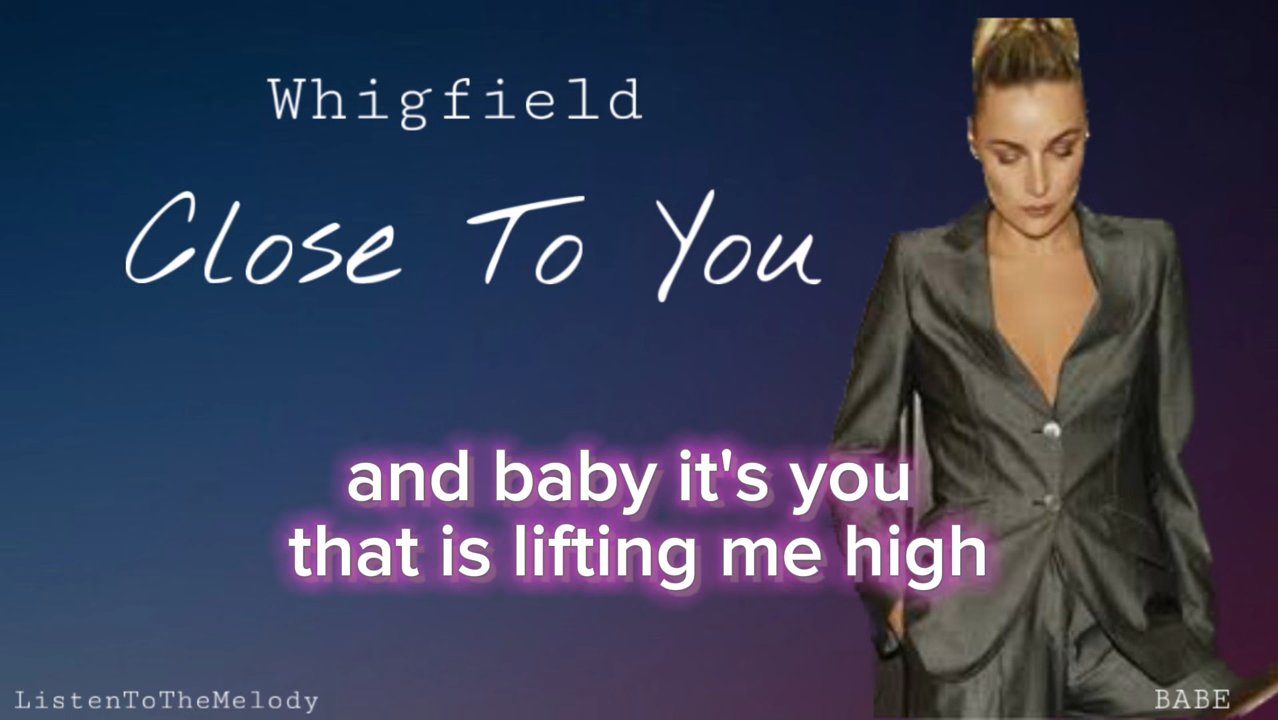 Whigfield
Close To You
and baby it's you
that is lifting me high
ListenToTheMelody
BABE